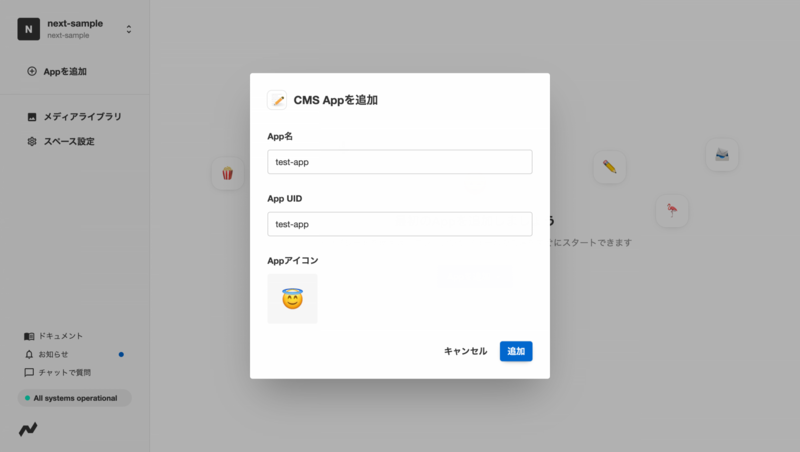 N
next-sample
next-sample
Appを追加
メディアライブラリ
スペース設定
CMS Appを追加
App名
test-app
App UID
test-app
Appアイコン
キャンセル
追加
にスタートできます
ドキュメント
お知らせ
チャットで質問
All systems operational